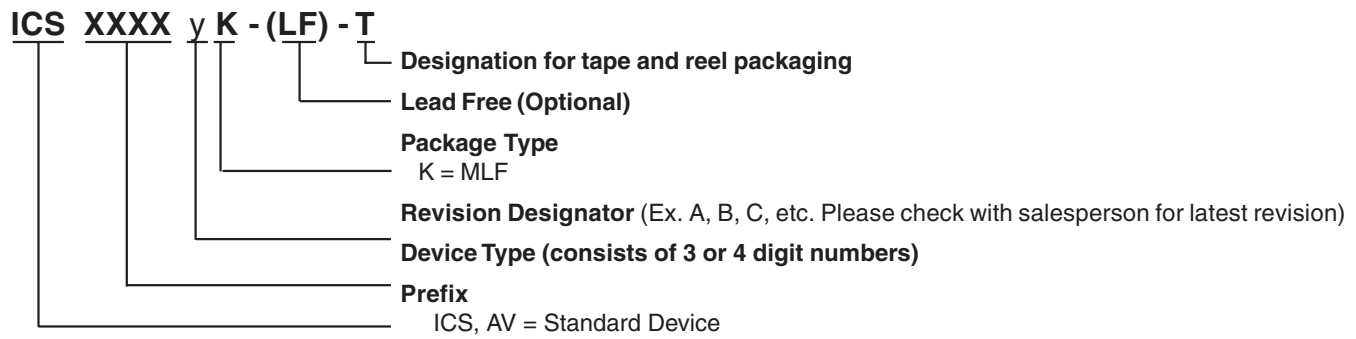 ICS XXXX y K - (LF) - T
Designation for tape and reel packaging
Lead Free (Optional)
Package Type
K = MLF
Revision Designator (Ex. A, B, C, etc. Please check with salesperson for latest revision)
Device Type (consists of 3 or 4 digit numbers)
Prefix
ICS, AV = Standard Device